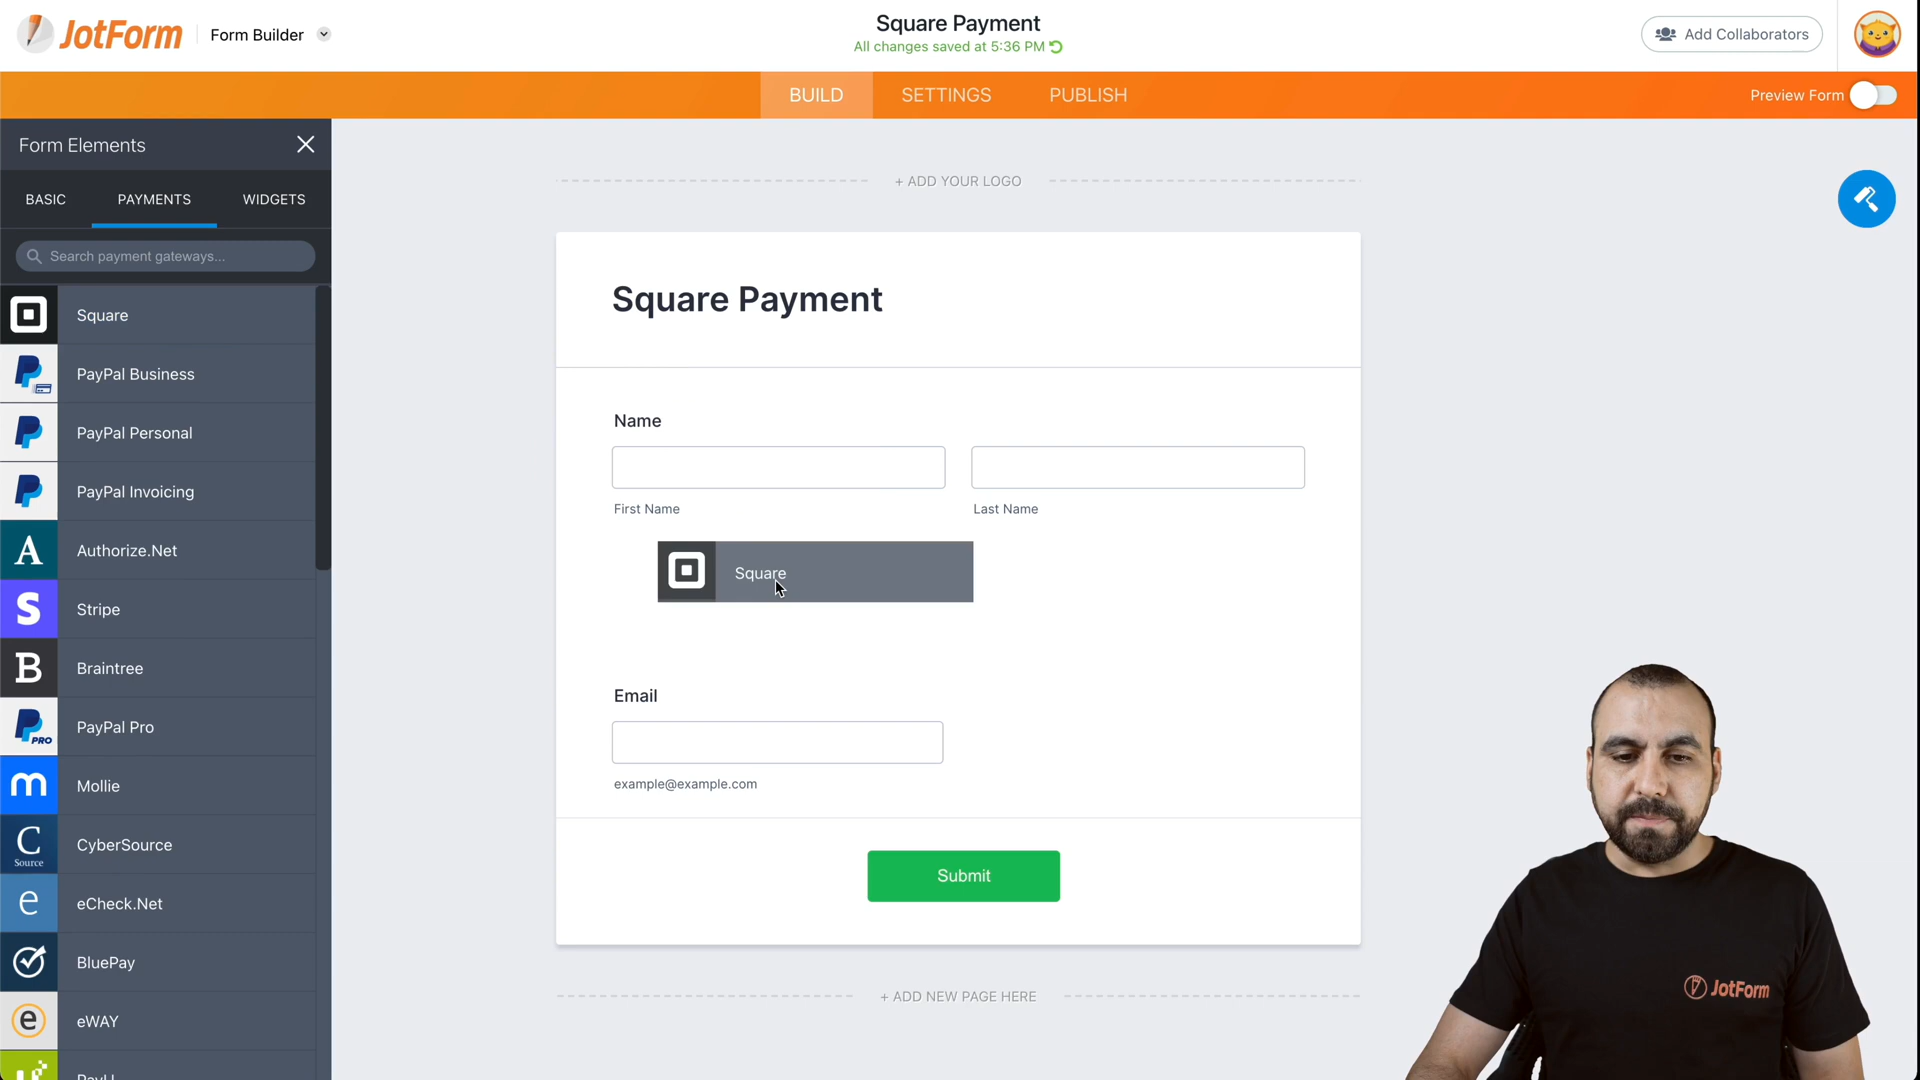 JotForm
Form Builder
Square Payment
All changes saved at 5:36 PM
Add Collaborators
BUILD
SETTINGS
PUBLISH
Preview Form
Form Elements
BASIC
PAYMENTS
WIDGETS
Search payment gateways...
Square
PayPal Business
PayPal Personal
PayPal Invoicing
A
Authorize.Net
S
Stripe
B
Braintree
PRO
PayPal Pro
m
Mollie
C
Source
CyberSource
e
eCheck.Net
BluePay
e
eWAY
PayU
+ ADD YOUR LOGO
Square Payment
Name
First Name
Last Name
Square
Email
example@example.com
Submit
+ ADD NEW PAGE HERE
JotForm